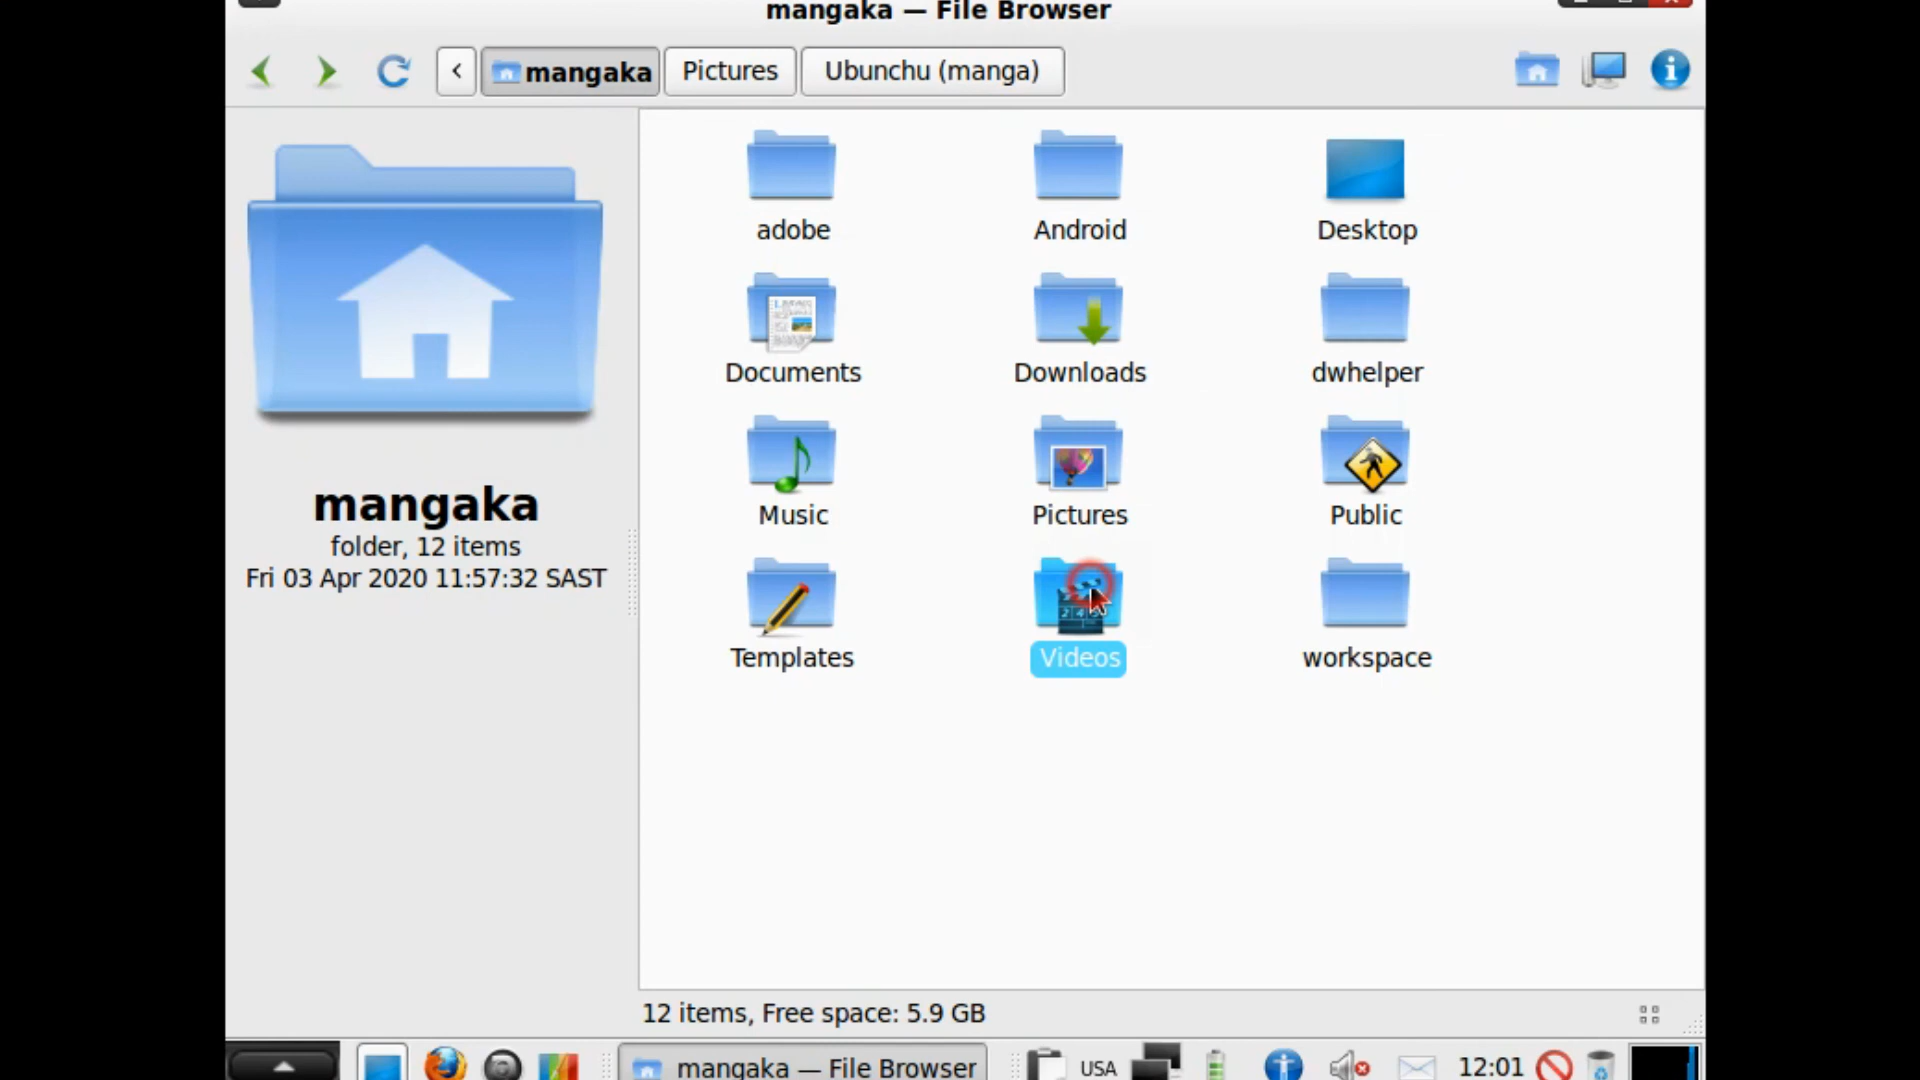 mangaka — File Browser
< mangaka Pictures Ubunchu (manga)
adobe Android Desktop
Documents Downloads dwhelper
Music Pictures Public
Templates Videos workspace
mangaka
folder, 12 items
Fri 03 Apr 2020 11:57:32 SAST
12 items, Free space: 5.9 GB
mangaka — File Browser USA 12:01